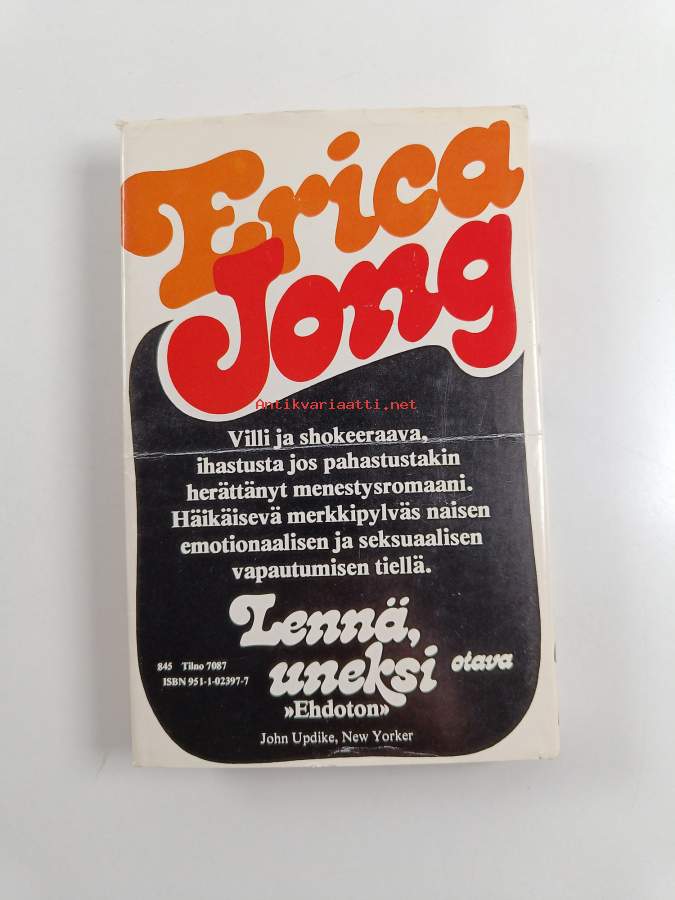 Erica
Jong
Antikvariaatti.net
Villi ja shokeeraava,
ihastusta jos pahastustakin
herättänyt menestysromaani.
Häikäisevä merkkipylväs naisen
emotionaalisen ja seksuaalisen
vapautumisen tiellä.
Lennä,
uneksi
otava
845 Tilno 7087
ISBN 951-1-02397-7
»Ehdoton»
John Updike, New Yorker